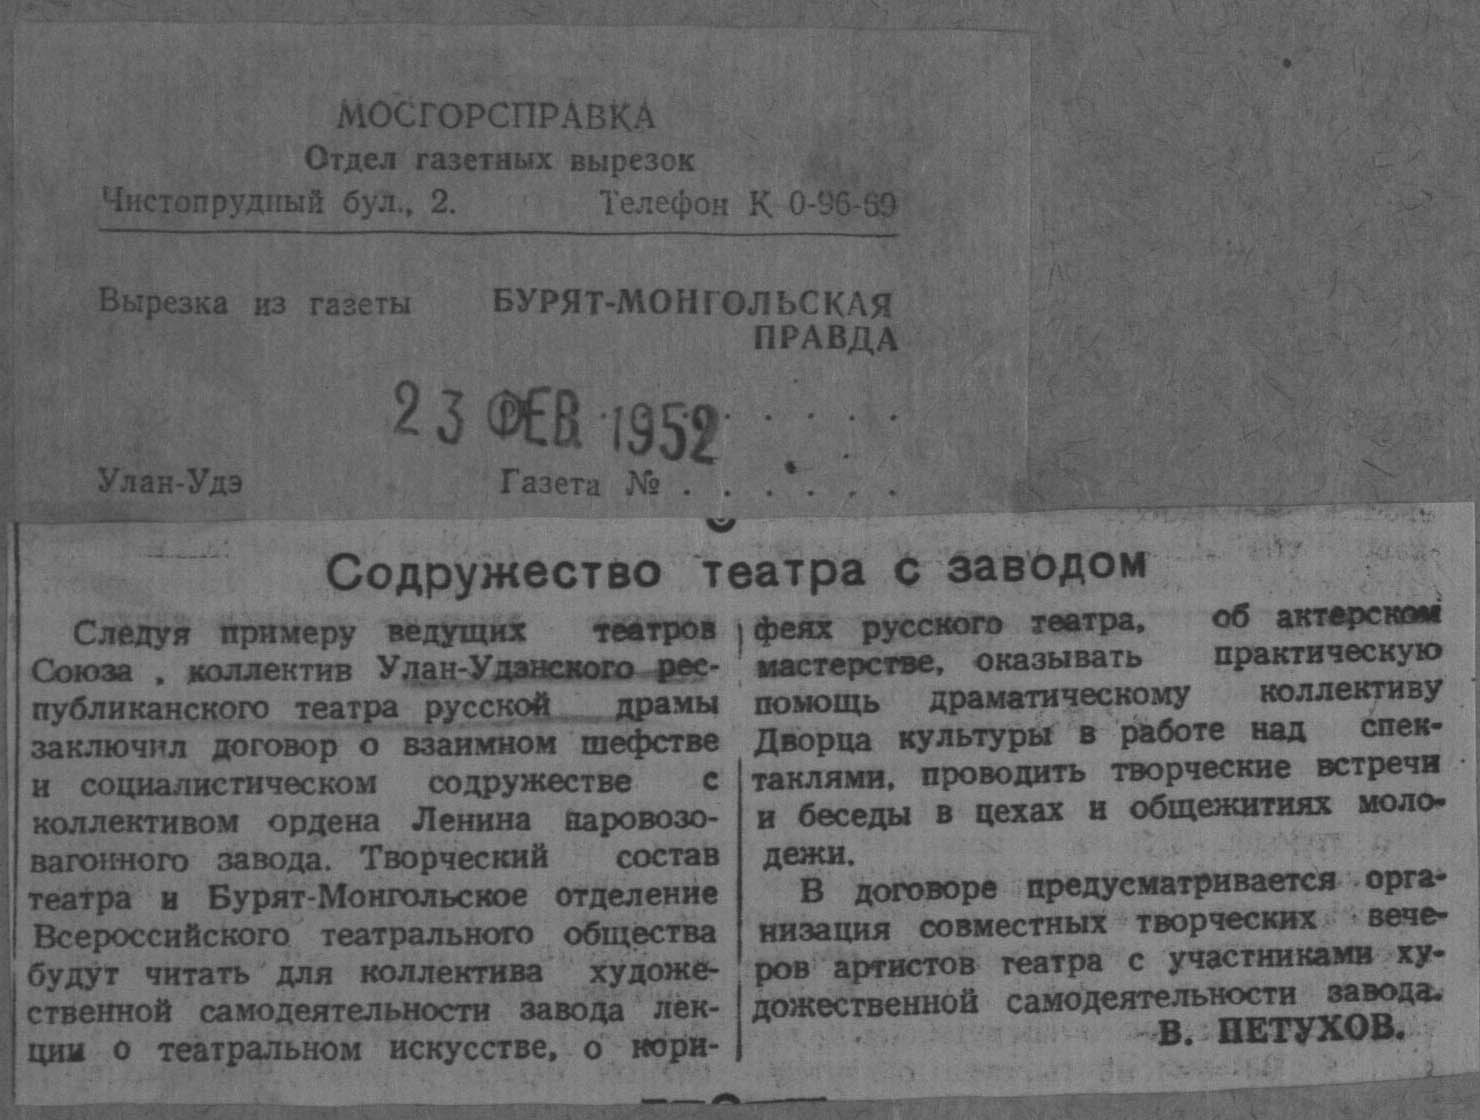 МОСГОРСПРАВКА
Отдел газетных вырезок
Чистопрудный бул., 2. Телефон К 0-96-69
Вырезка из газеты БУРЯТ-МОНГОЛЬСКАЯ
ПРАВДА
23 ФЕВ 1952
Улан-Удэ Газета № . . . . . .
Содружество театра с заводом
Следуя примеру ведущих театров
Союза , коллектив Улан-Удэнского рес-
публиканского театра русской драмы
заключил договор о взаимном шефстве
и социалистическом содружестве с
коллективом ордена Ленина паровозо-
вагонного завода. Творческий состав
театра и Бурят-Монгольское отделение
Всероссийского театрального общества
будут читать для коллектива художе-
ственной самодеятельности завода лек-
ции о театральном искусстве, о кори-
феях русского театра, об актерском
мастерстве, оказывать практическую
помощь драматическому коллективу
Дворца культуры в работе над спек-
таклями, проводить творческие встречи
и беседы в цехах и общежитиях моло-
дежи.
В договоре предусматривается орга-
низация совместных творческих вече-
ров артистов театра с участниками ху-
дожественной самодеятельности завода.
В. ПЕТУХОВ.